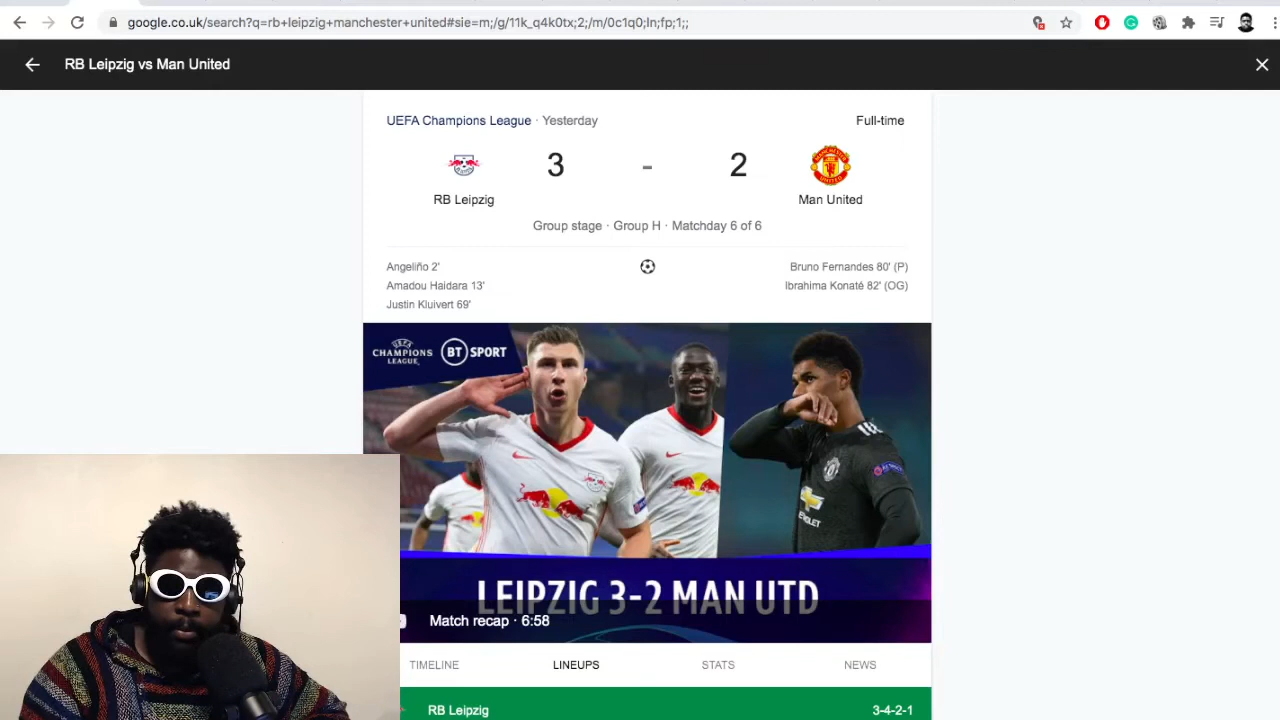 google.co.uk/search?q=rb+leipzig+manchester+united#sie=m;/g/11k_q4k0tx;2;/m/0c1q0;ln;fp;1;;
RB Leipzig vs Man United
UEFA Champions League · Yesterday
Full-time
3 - 2
RB Leipzig
Man United
Group stage · Group H · Matchday 6 of 6
Angeliño 2'
Amadou Haidara 13'
Justin Kluivert 69'
Bruno Fernandes 80' (P)
Ibrahima Konaté 82' (OG)
CHAMPIONS
LEAGUE
BT SPORT
CHEVROLET
LEIPZIG 3-2 MAN UTD
Match recap · 6:58
TIMELINE
LINEUPS
STATS
NEWS
RB Leipzig
3-4-2-1